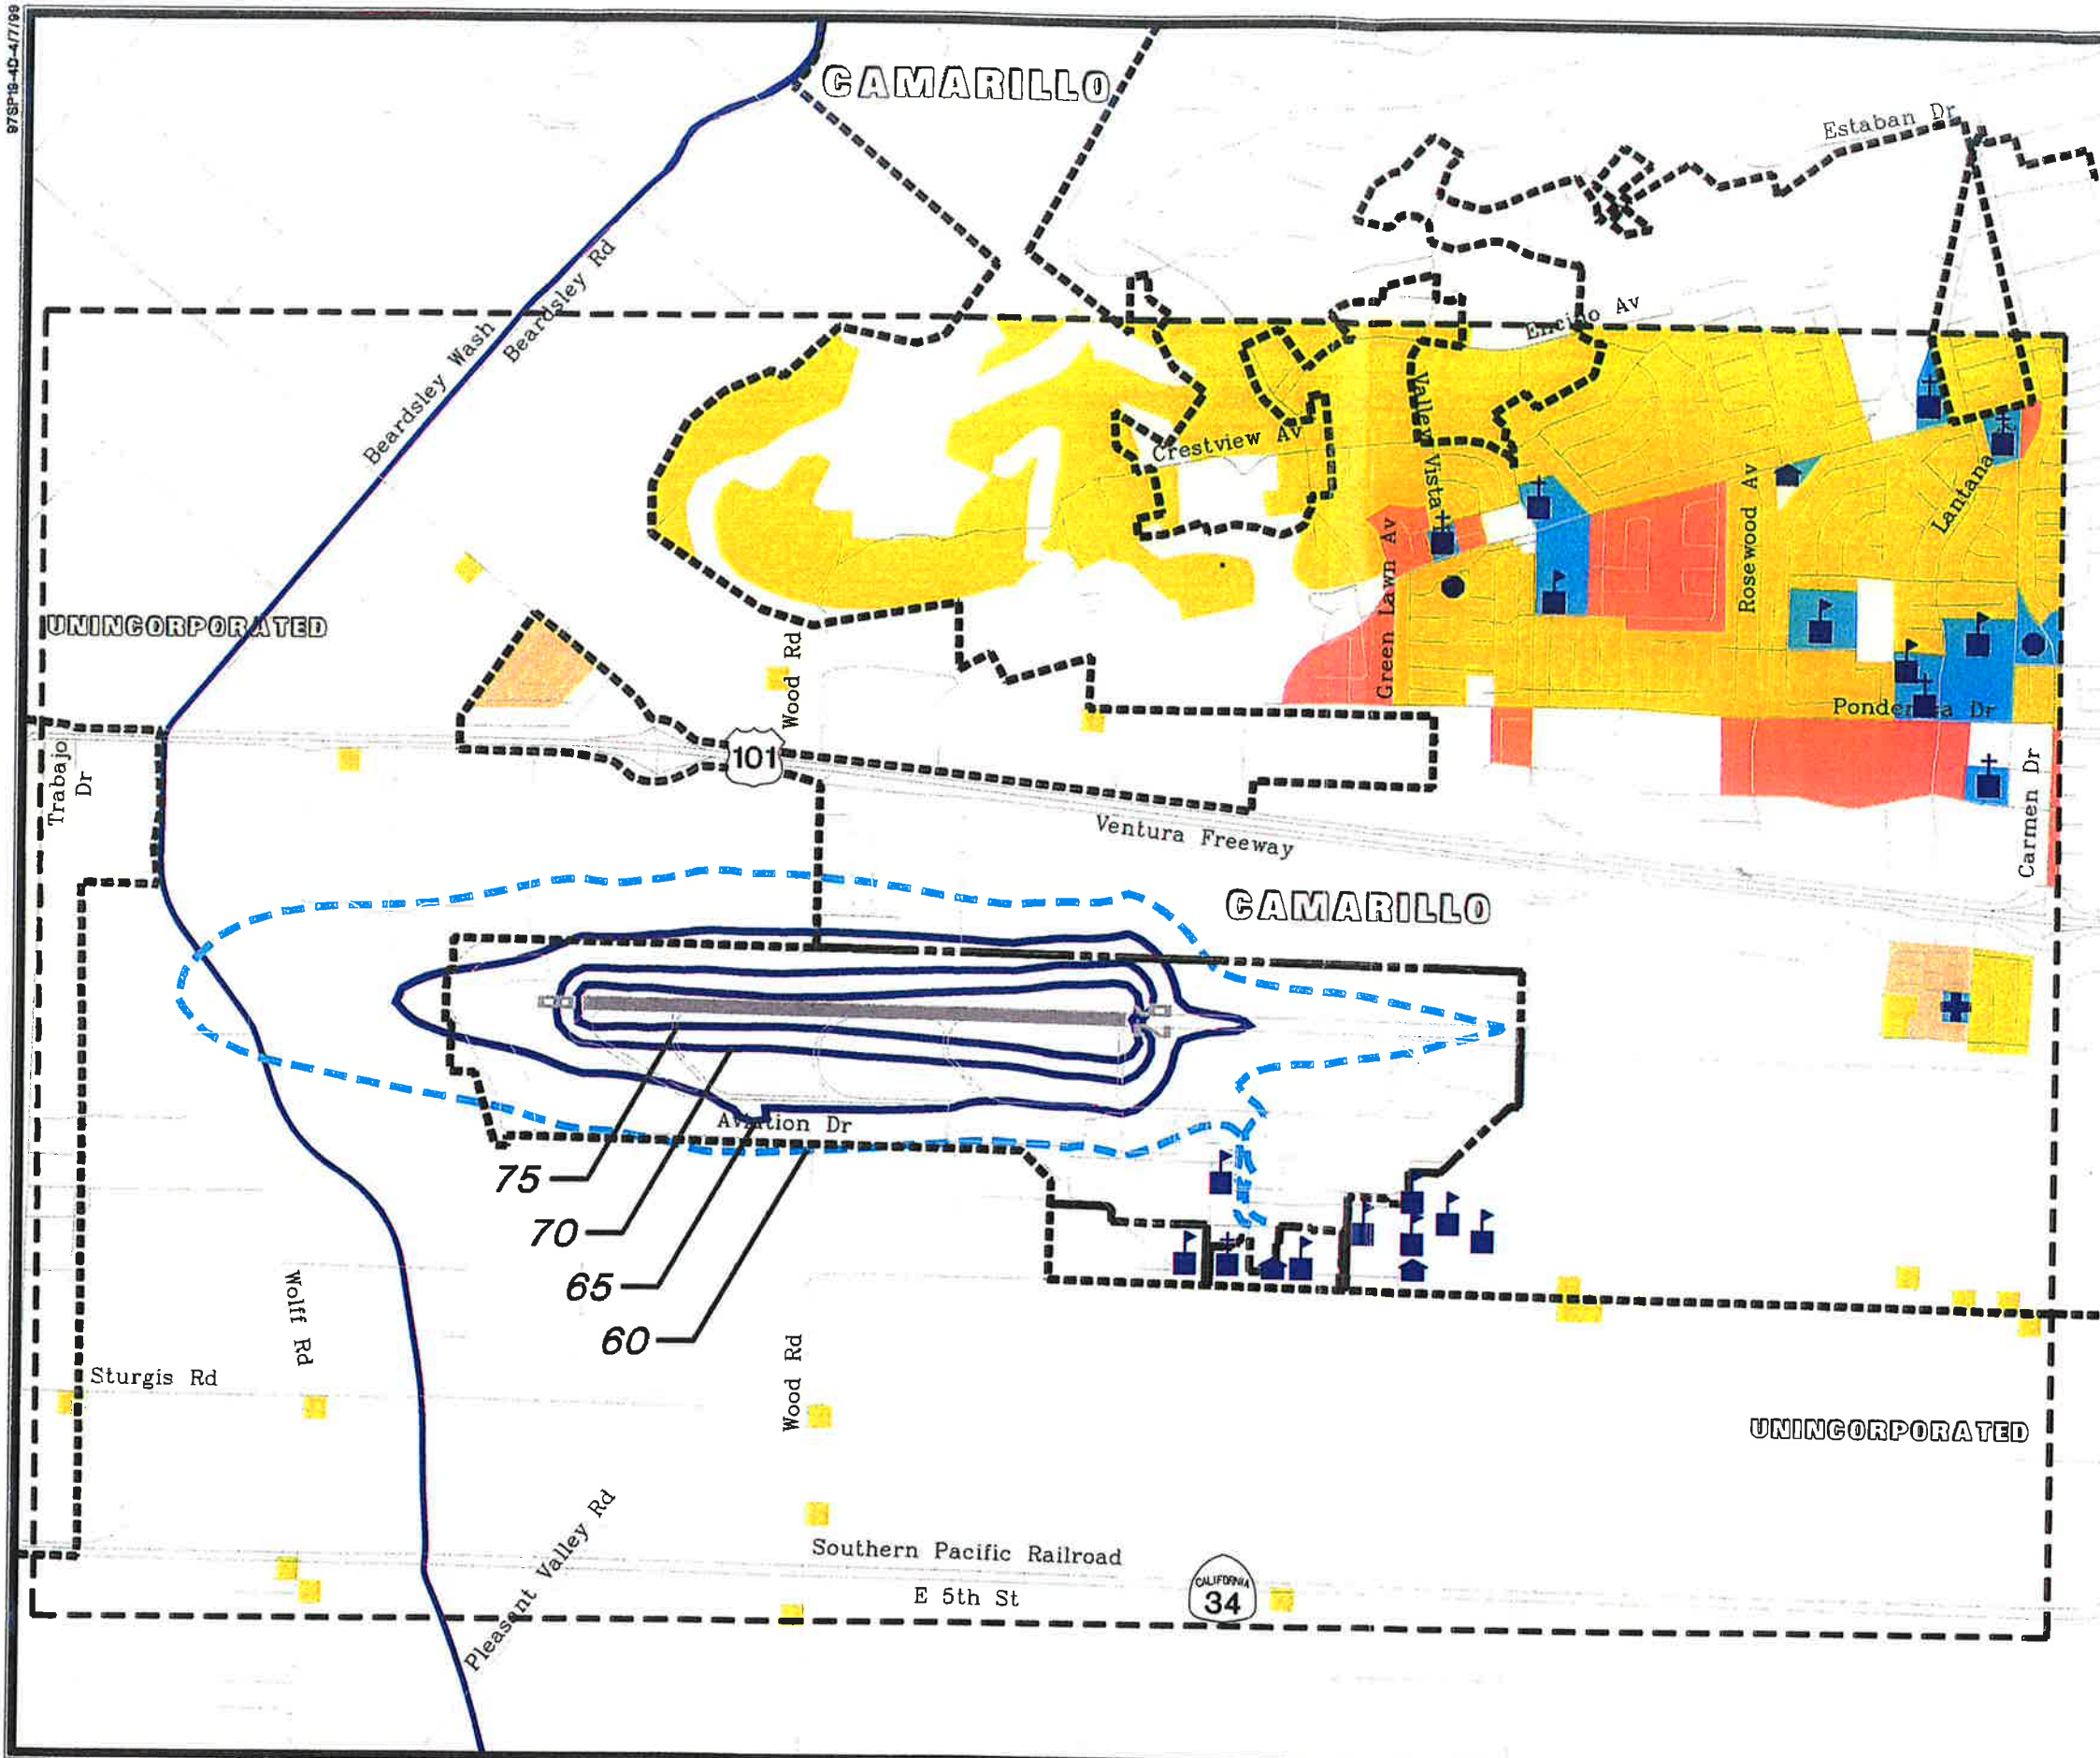 97SP19-4D-4/7/99
CAMARILLO
Estaban Dr
Encino Av
Beardsley Wash
Beardsley Rd
Crestview Av
Valley Vista
Green Lawn Av
Rosewood Av
Lantana
UNINCORPORATED
Wood Rd
Ponderosa Dr
Trabajo
Dr
101
Ventura Freeway
Carmen Dr
CAMARILLO
Aviation Dr
75
70
65
60
Wolff Rd
Sturgis Rd
Wood Rd
UNINCORPORATED
Pleasant Valley Rd
Southern Pacific Railroad
E 5th St
CALIFORNIA
34